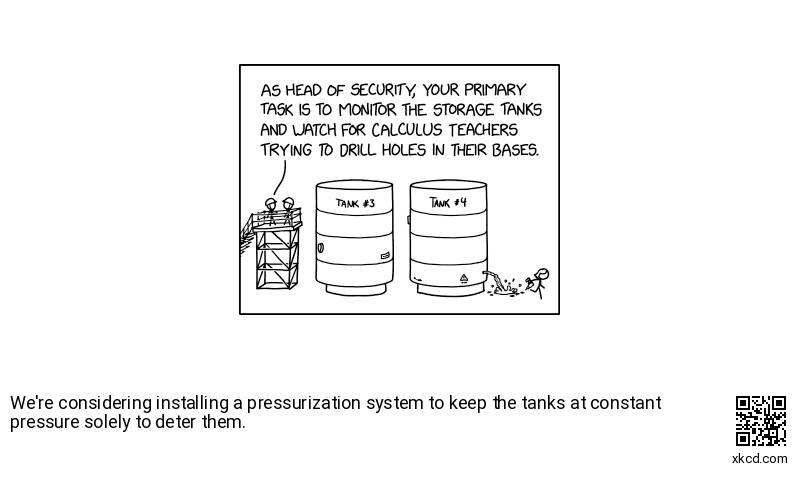 AS HEAD OF SECURITY, YOUR PRIMARY
TASK IS TO MONITOR THE STORAGE TANKS
AND WATCH FOR CALCULUS TEACHERS
TRYING TO DRILL HOLES IN THEIR BASES.
TANK #3
TANK #4
We're considering installing a pressurization system to keep the tanks at constant
pressure solely to deter them.
xkcd.com